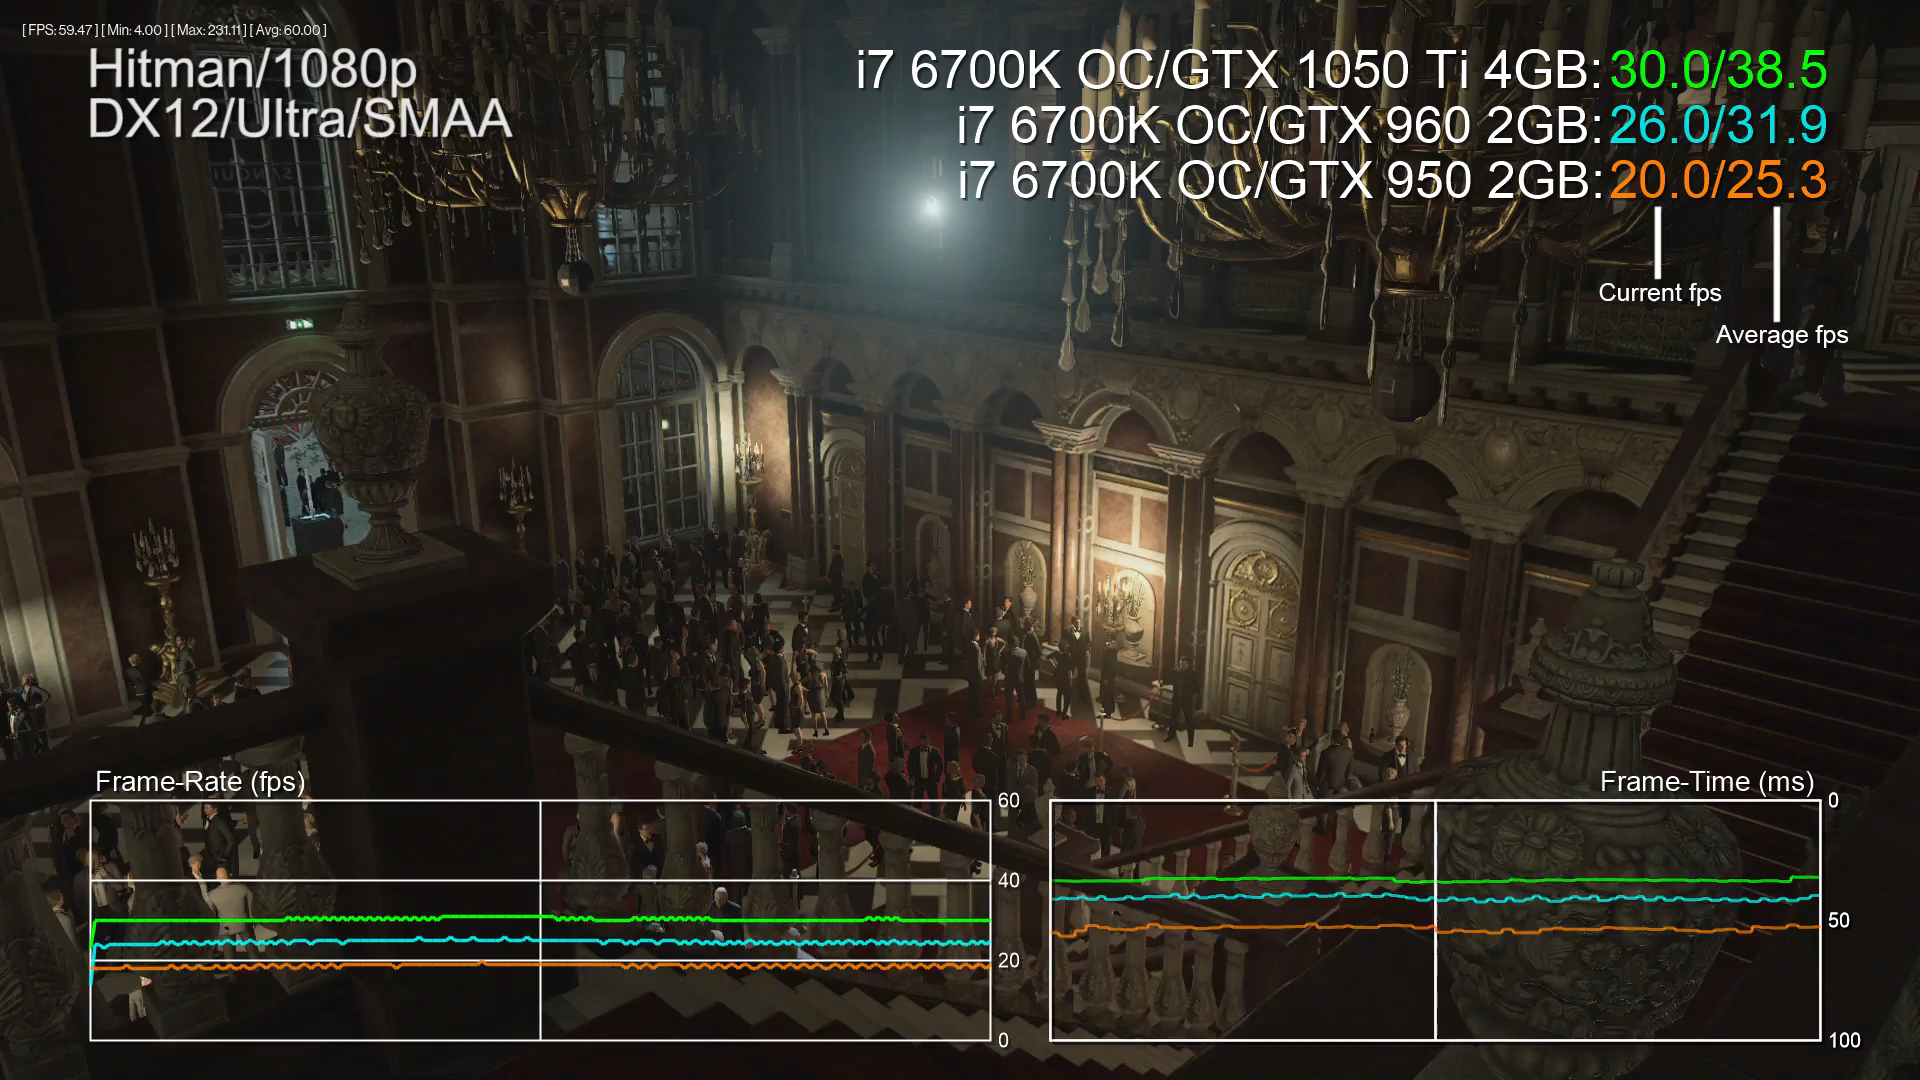 [ FPS: 59.47 ] [ Min: 4.00 ] [ Max: 231.11 ] [ Avg: 60.00 ]
Hitman/1080p
DX12/Ultra/SMAA
i7 6700K OC/GTX 1050 Ti 4GB: 30.0/38.5
i7 6700K OC/GTX 960 2GB: 26.0/31.9
i7 6700K OC/GTX 950 2GB: 20.0/25.3
Current fps
Average fps
Frame-Rate (fps)
60
40
20
0
Frame-Time (ms)
0
50
100